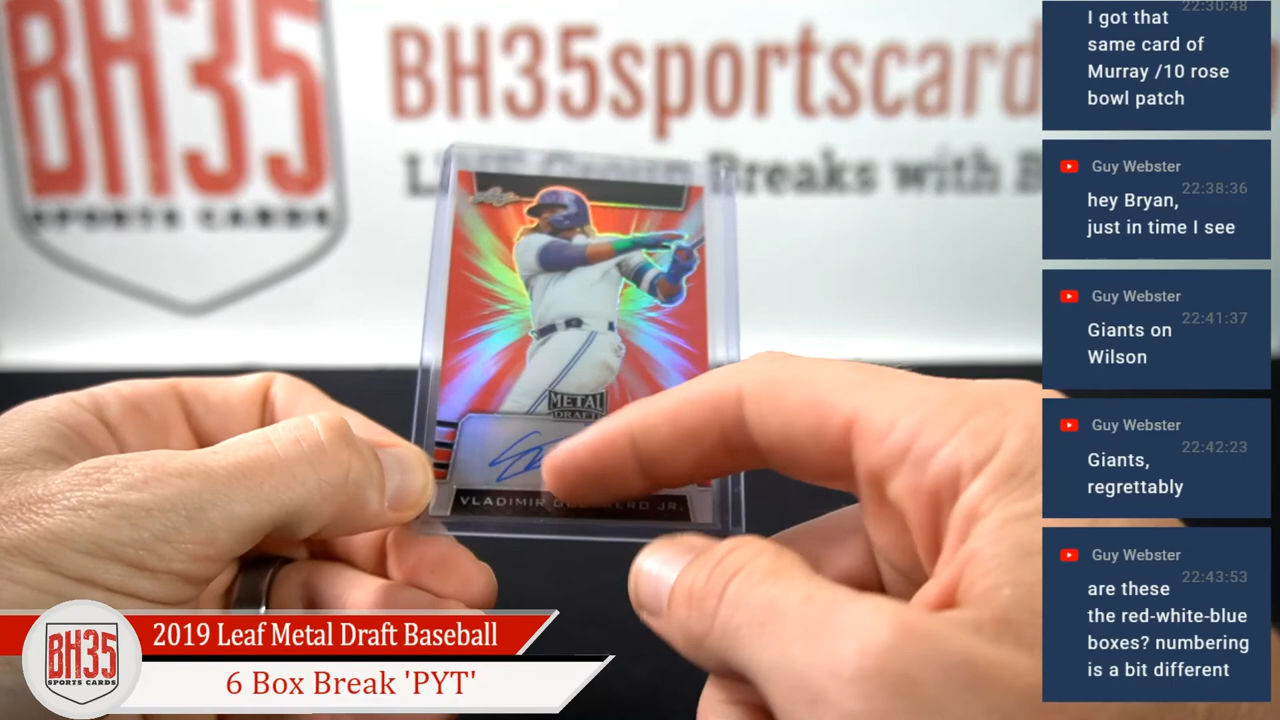 BH35
SPORTS CARDS
BH35sportscard
Breaks with
Leaf
METAL
DRAFT
VLADIMIR JR.
2019 Leaf Metal Draft Baseball
6 Box Break 'PYT'
BH35
SPORTS CARDS
22:30:48
I got that
same card of
Murray /10 rose
bowl patch
Guy Webster
22:38:36
hey Bryan,
just in time I see
Guy Webster
22:41:37
Giants on
Wilson
Guy Webster
22:42:23
Giants,
regrettably
Guy Webster
22:43:53
are these
the red-white-blue
boxes? numbering
is a bit different